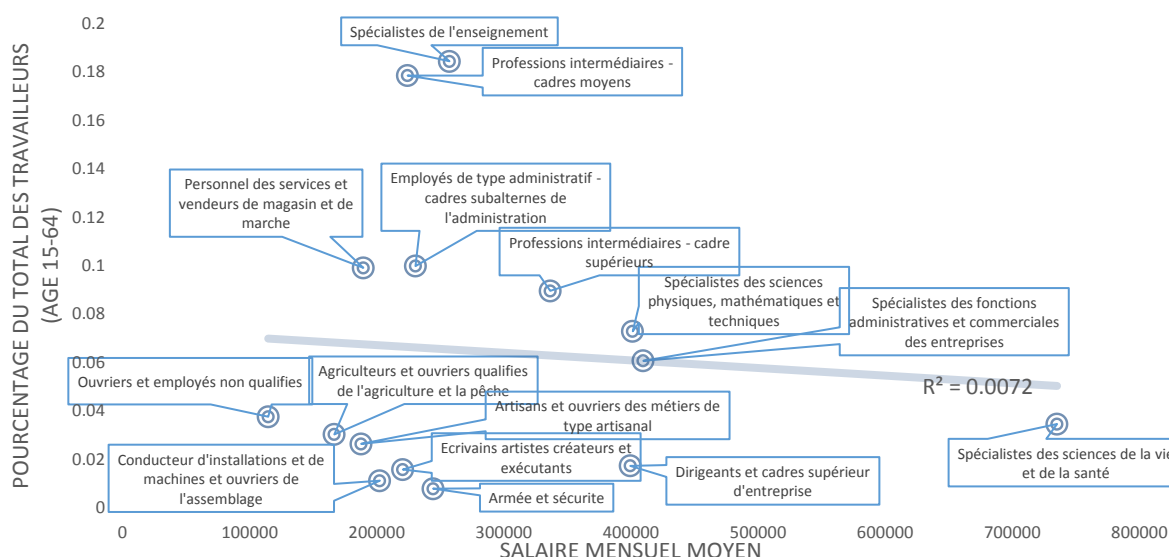 POURCENTAGE DU TOTAL DES TRAVAILLEURS
(AGE 15-64)
0.2
0.18
0.16
0.14
0.12
0.1
0.08
0.06
0.04
0.02
0
Spécialistes de l'enseignement
Professions intermédiaires -
cadres moyens
Personnel des services et
vendeurs de magasin et de
marche
Employés de type administratif -
cadres subalternes de
l'administration
Professions intermédiaires - cadre
supérieurs
Spécialistes des sciences
physiques, mathématiques et
techniques
Spécialistes des fonctions
administratives et commerciales
des entreprises
Ouvriers et employés non qualifies
Agriculteurs et ouvriers qualifies
de l'agriculture et la pêche
Artisans et ouvriers des métiers de
type artisanal
R² = 0.0072
Conducteur d'installations et de
machines et ouvriers de
l'assemblage
Ecrivains artistes créateurs et
exécutants
Armée et sécurite
Dirigeants et cadres supérieur
d'entreprise
Spécialistes des sciences de la vie
et de la santé
0
100000
200000
300000
400000
500000
600000
700000
800000
SALAIRE MENSUEL MOYEN